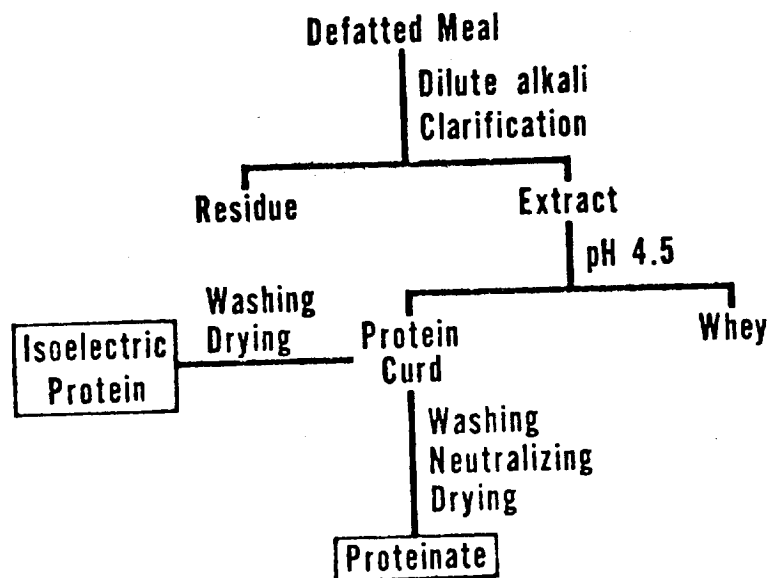 Defatted Meal
Dilute alkali
Clarification
Residue
Extract
pH 4.5
Washing
Drying
Isoelectric
Protein
Protein
Curd
Whey
Washing
Neutralizing
Drying
Proteinate